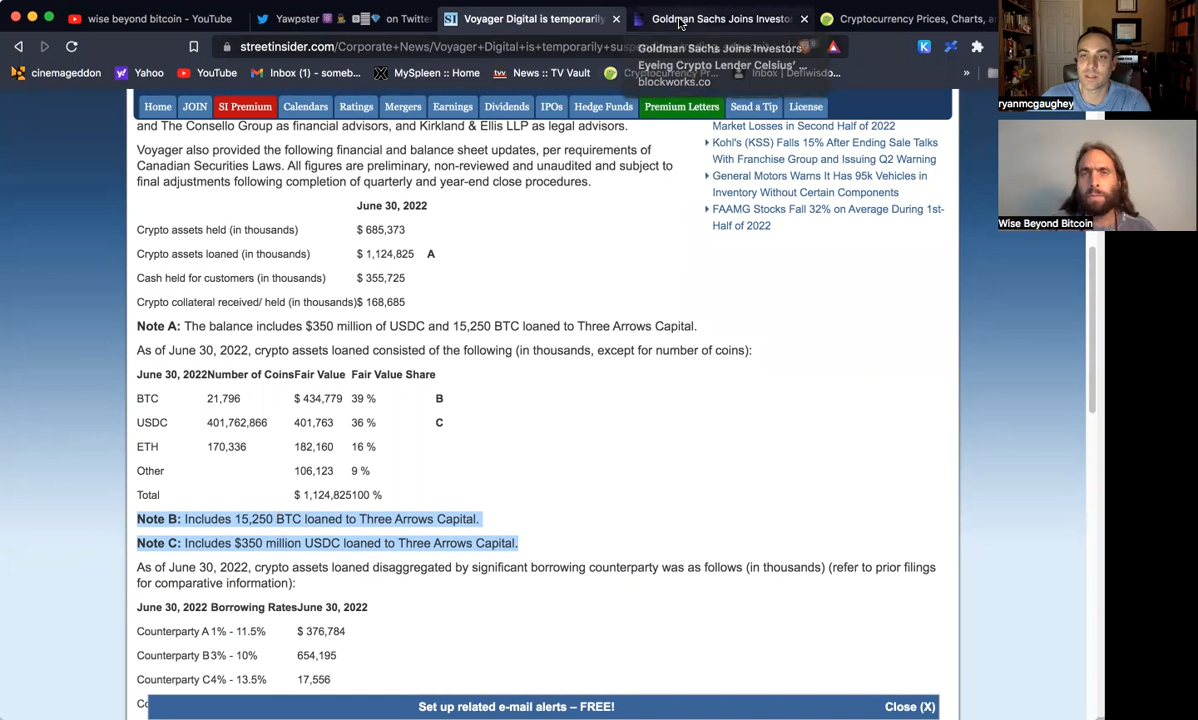 wise beyond bitcoin - YouTube
Yawpster on Twitter
SI Voyager Digital is temporarily
Goldman Sachs Joins Investo
Cryptocurrency Prices, Charts, a
streetinsider.com/Corporate+News/Voyager+Digital+is+temporarily+sus
Goldman Sachs Joins Investors
Eyeing Crypto Lender Celsius' ...
blockworks.co
cinemageddon
Yahoo
YouTube
Inbox (1) - someb...
MySpleen :: Home
tvv News :: TV Vault
Cryptocurrency Pr...
Inbox | Defiwisdo...
»
Home JOIN SI Premium Calendars Ratings Mergers Earnings Dividends IPOs Hedge Funds Premium Letters Send a Tip License
and The Consello Group as financial advisors, and Kirkland & Ellis LLP as legal advisors.
Voyager also provided the following financial and balance sheet updates, per requirements of
Canadian Securities Laws. All figures are preliminary, non-reviewed and unaudited and subject to
final adjustments following completion of quarterly and year-end close procedures.
June 30, 2022
Crypto assets held (in thousands) $ 685,373
Crypto assets loaned (in thousands) $ 1,124,825 A
Cash held for customers (in thousands) $ 355,725
Crypto collateral received/ held (in thousands)$ 168,685
Note A: The balance includes $350 million of USDC and 15,250 BTC loaned to Three Arrows Capital.
As of June 30, 2022, crypto assets loaned consisted of the following (in thousands, except for number of coins):
June 30, 2022Number of CoinsFair Value Fair Value Share
BTC 21,796 $ 434,779 39 % B
USDC 401,762,866 401,763 36 % C
ETH 170,336 182,160 16 %
Other 106,123 9 %
Total $ 1,124,825100 %
Note B: Includes 15,250 BTC loaned to Three Arrows Capital.
Note C: Includes $350 million USDC loaned to Three Arrows Capital.
As of June 30, 2022, crypto assets loaned disaggregated by significant borrowing counterparty was as follows (in thousands) (refer to prior filings
for comparative information):
June 30, 2022 Borrowing RatesJune 30, 2022
Counterparty A 1% - 11.5% $ 376,784
Counterparty B3% - 10% 654,195
Counterparty C4% - 13.5% 17,556
Market Losses in Second Half of 2022
Kohl's (KSS) Falls 15% After Ending Sale Talks
With Franchise Group and Issuing Q2 Warning
General Motors Warns It Has 95k Vehicles in
Inventory Without Certain Components
FAAMG Stocks Fall 32% on Average During 1st-
Half of 2022
Set up related e-mail alerts – FREE!
Close (X)
ryanmcgaughey
Wise Beyond Bitcoin